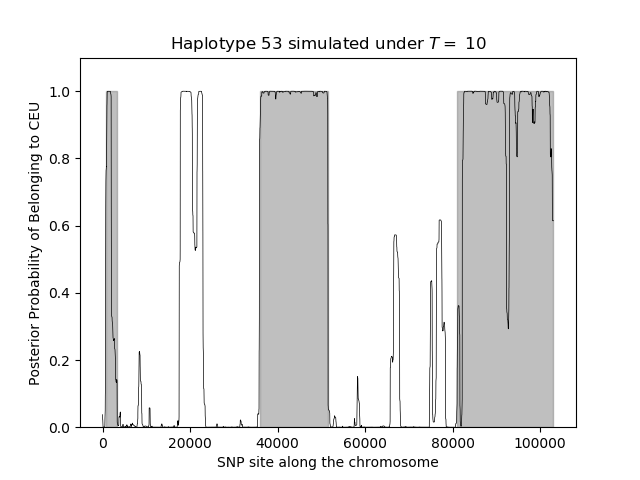 Haplotype 53 simulated under T = 10
Posterior Probability of Belonging to CEU
1.0
0.8
0.6
0.4
0.2
0.0
0 20000 40000 60000 80000 100000
SNP site along the chromosome